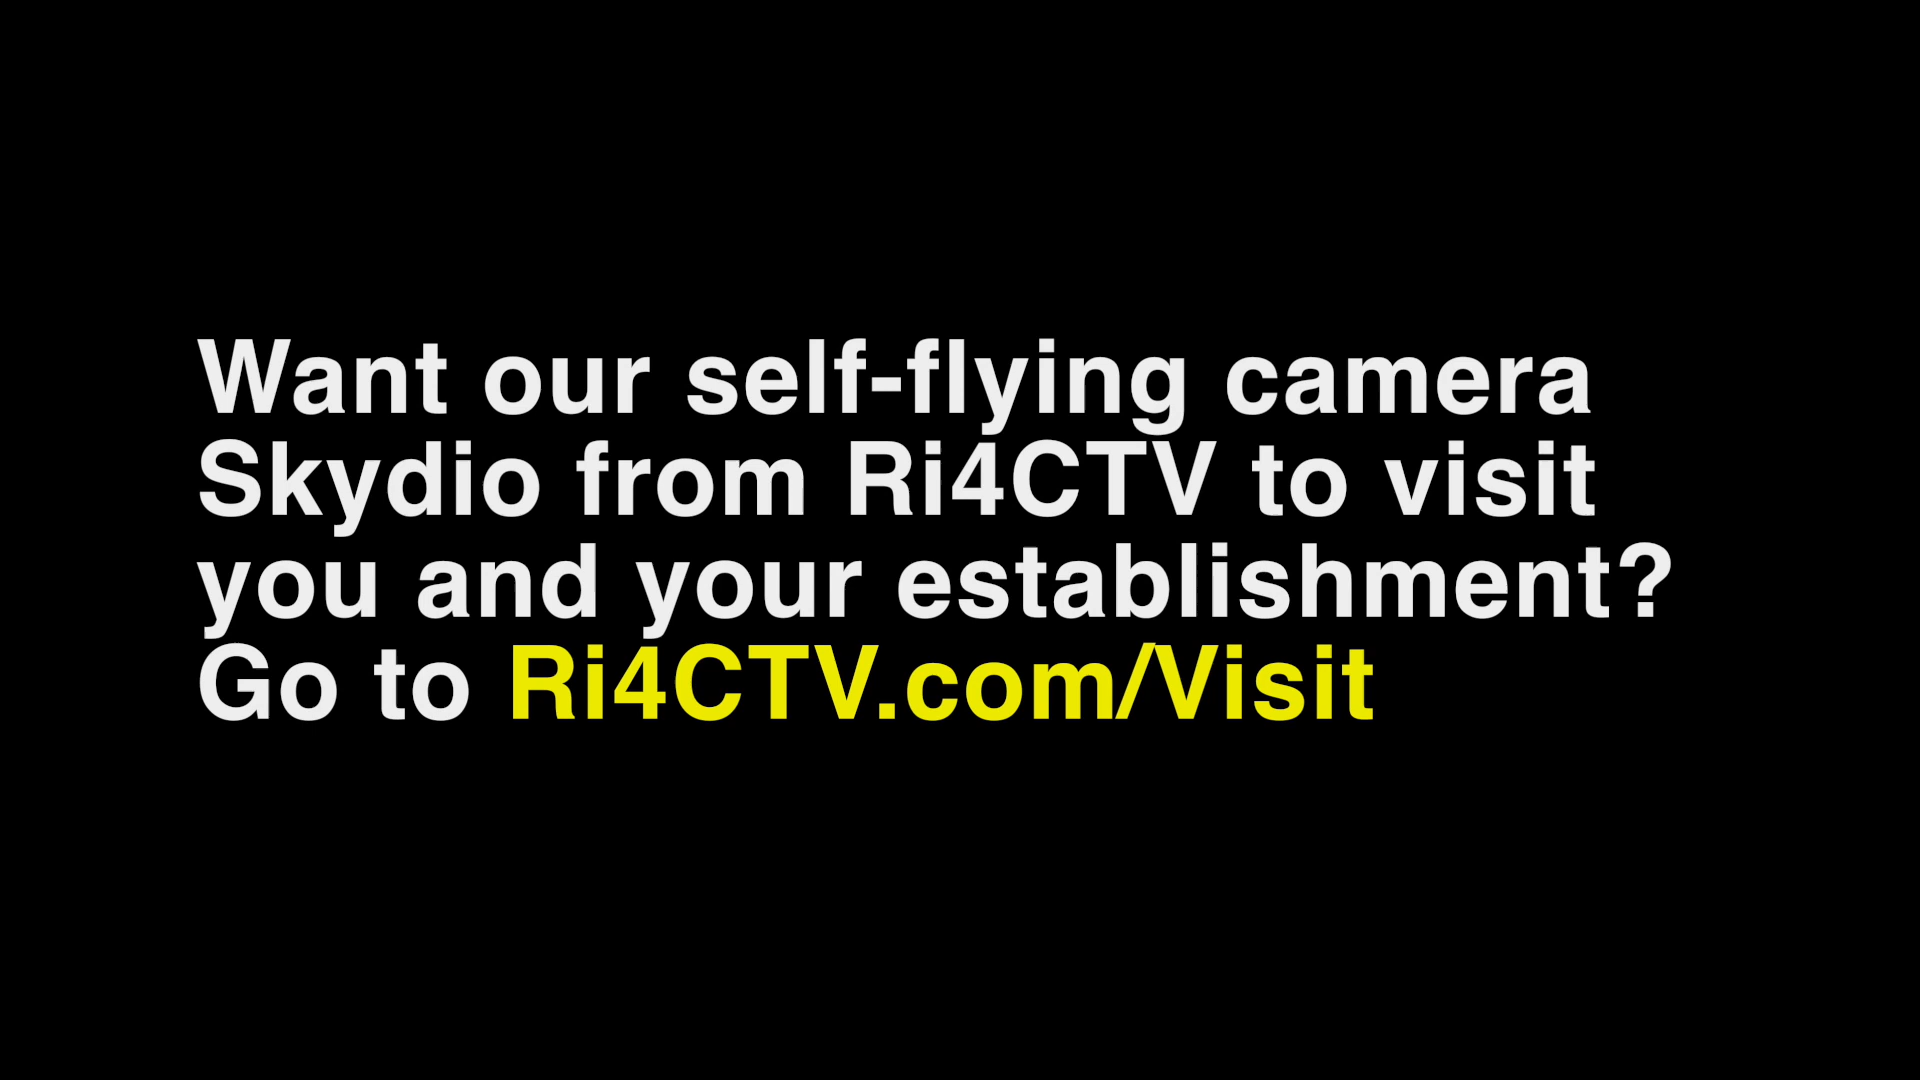 Want our self-flying camera
Skydio from Ri4CTV to visit
you and your establishment?
Go to Ri4CTV.com/Visit